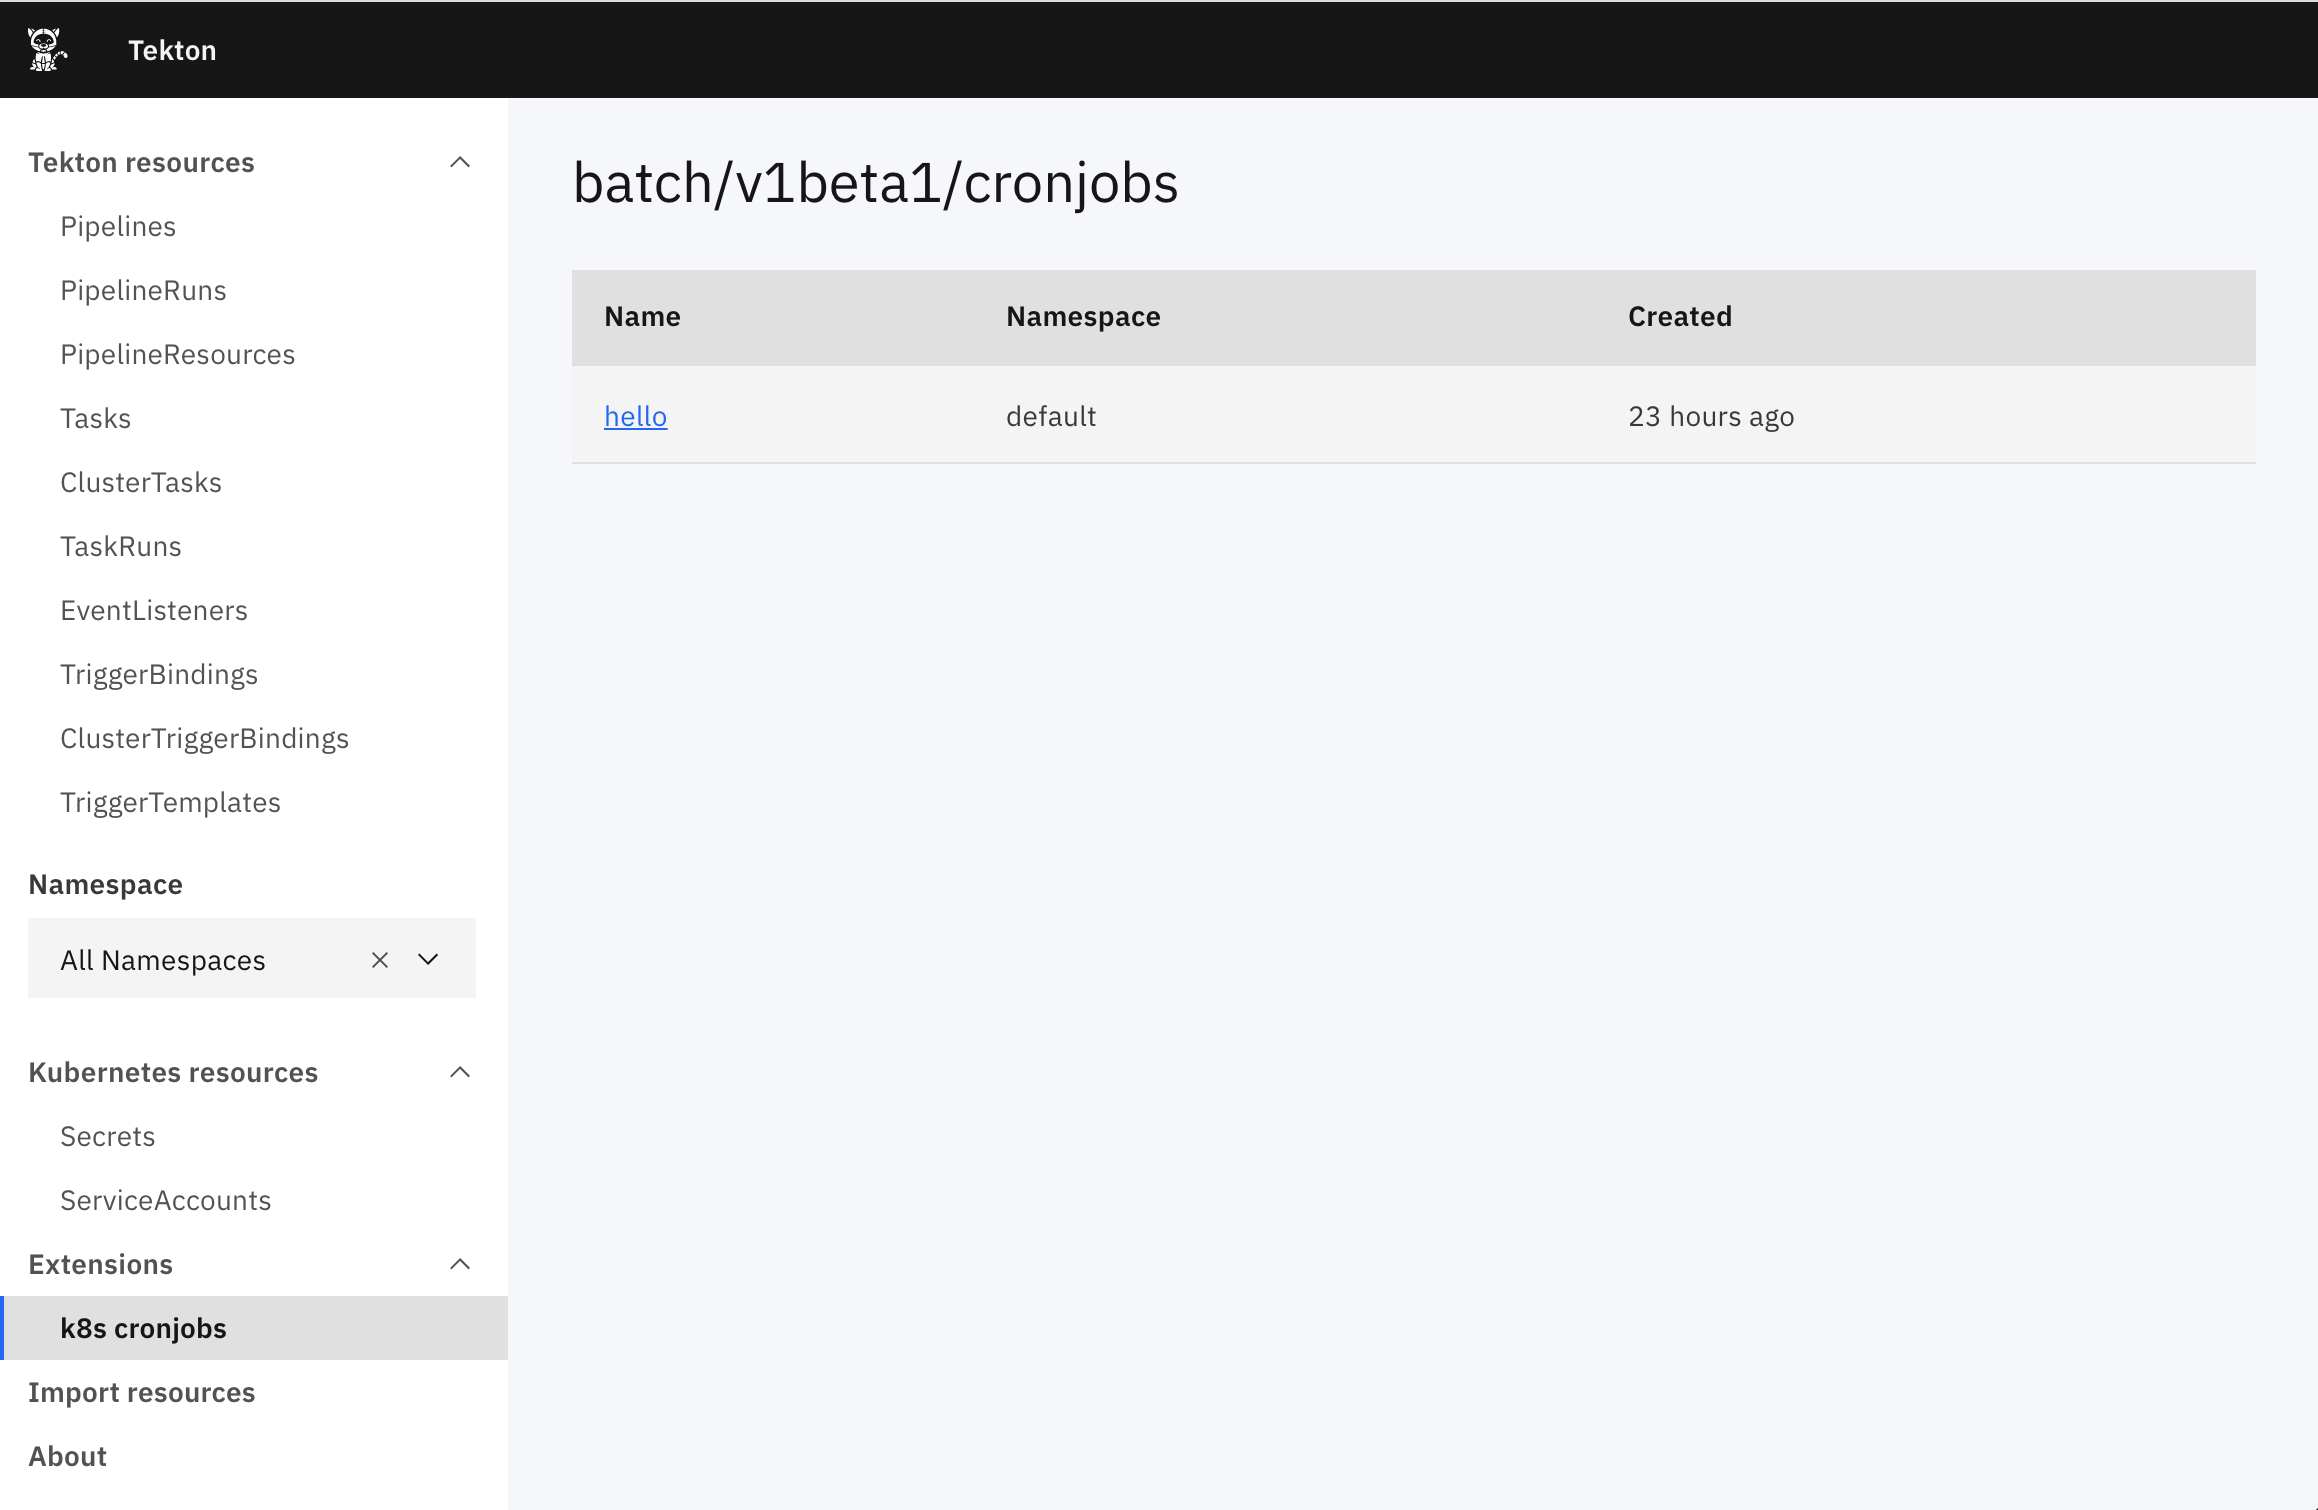 Tekton
Tekton resources
Pipelines
PipelineRuns
PipelineResources
Tasks
ClusterTasks
TaskRuns
EventListeners
TriggerBindings
ClusterTriggerBindings
TriggerTemplates
Namespace
All Namespaces
Kubernetes resources
Secrets
ServiceAccounts
Extensions
k8s cronjobs
Import resources
About
batch/v1beta1/cronjobs
Name Namespace Created
hello default 23 hours ago